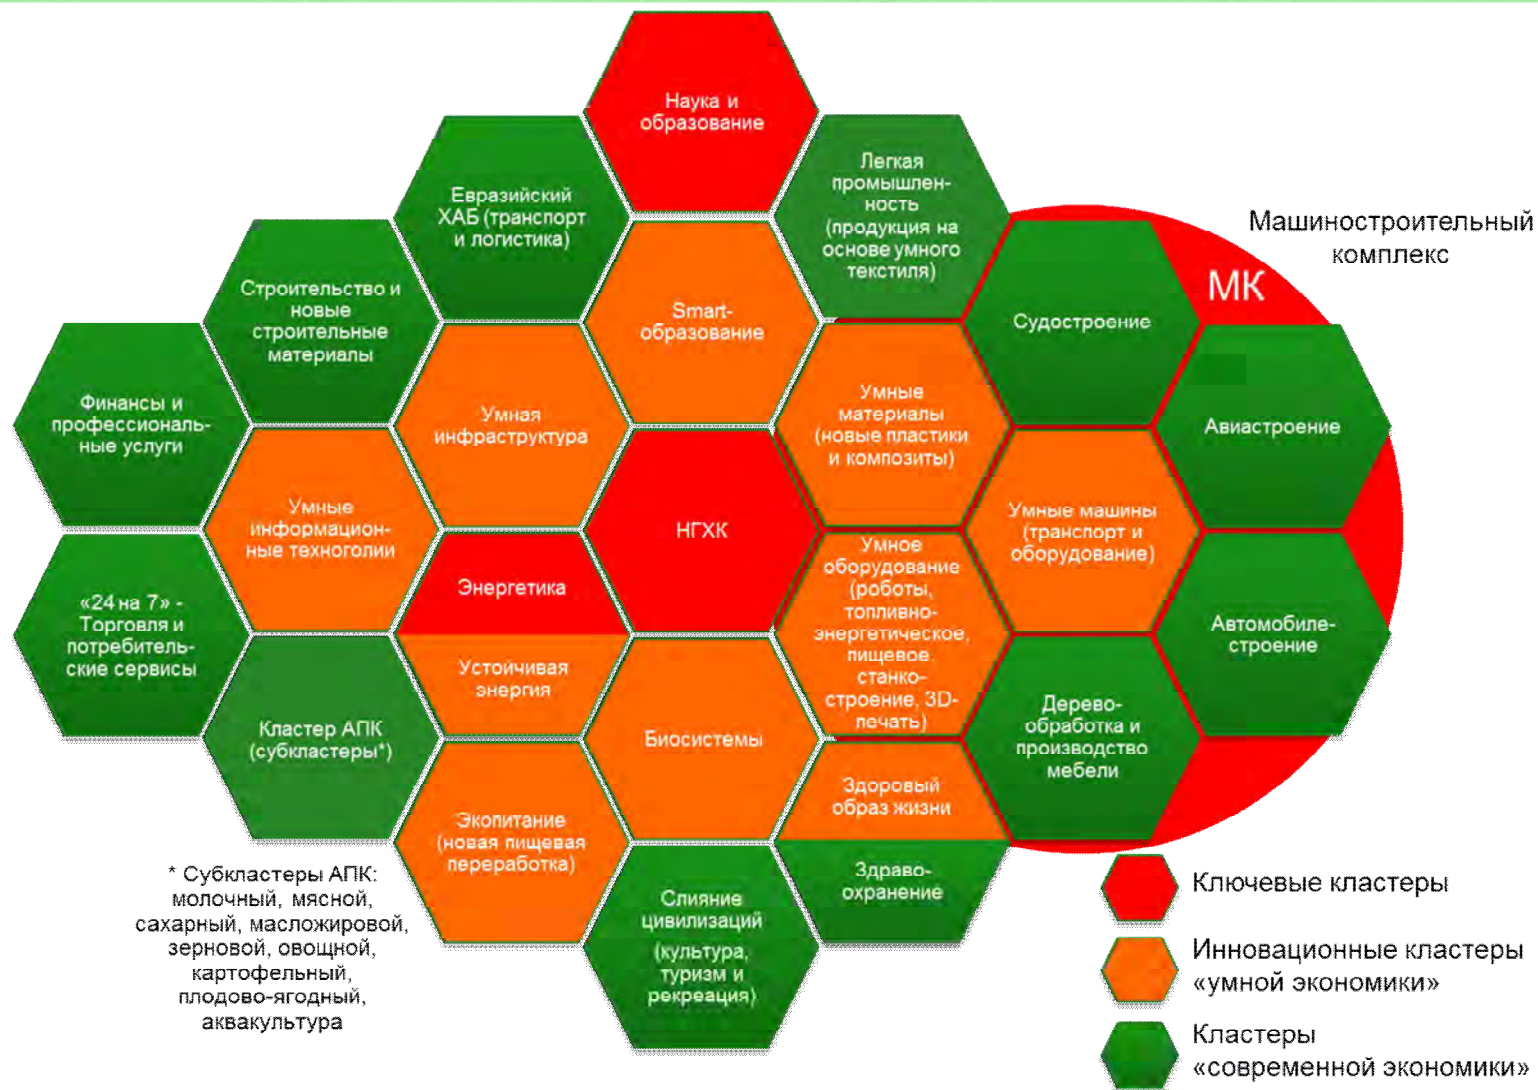 Наука и
образование
Евразийский
ХАБ (транспорт
и логистика)
Легкая
промышлен-
ность
(продукция на
основе умного
текстиля)
Машиностроительный
комплекс
МК
Строительство и
новые
строительные
материалы
Smart-
образование
Судостроение
Финансы и
профессиональ-
ные услуги
Умная
инфраструктура
Умные
материалы
(новые пластики
и композиты)
Авиастроение
Умные
информацион-
ные техноголии
НГХК
Умные машины
(транспорт и
оборудование)
Энергетика
Умное
оборудование
(роботы,
топливно-
энергетическое,
пищевое
станко-
строение, 3D-
печать)
«24 на 7» -
Торговля и
потребитель-
ские сервисы
Автомобиле-
строение
Устойчивая
энергия
Кластер АПК
(субкластеры*)
Биосистемы
Дерево-
обработка и
производство
мебели
Здоровый
образ жизни
Экопитание
(новая пищевая
переработка)
Здраво-
охранение
Слияние
цивилизаций
(культура,
туризм и
рекреация)
* Субкластеры АПК:
молочный, мясной,
сахарный, масложировой,
зерновой, овощной,
картофельный,
плодово-ягодный,
аквакультура
Ключевые кластеры
Инновационные кластеры
«умной экономики»
Кластеры
«современной экономики»